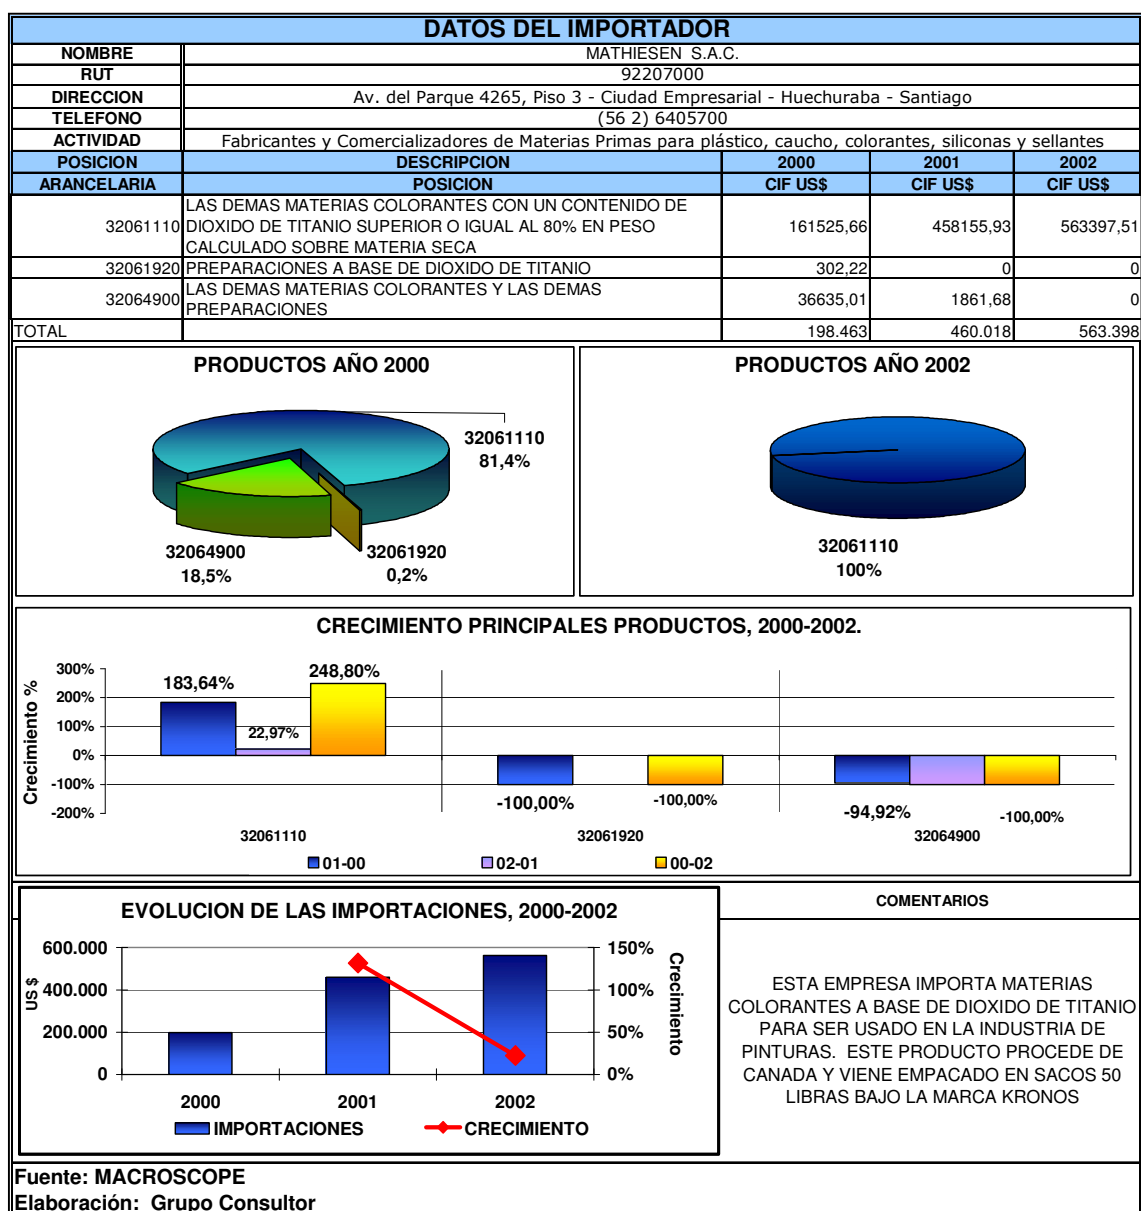 DATOS DEL IMPORTADOR
NOMBRE MATHIESEN S.A.C.
RUT 92207000
DIRECCION Av. del Parque 4265, Piso 3 - Ciudad Empresarial - Huechuraba - Santiago
TELEFONO (56 2) 6405700
ACTIVIDAD Fabricantes y Comercializadores de Materias Primas para plástico, caucho, colorantes, siliconas y sellantes
POSICION DESCRIPCION 2000 2001 2002
ARANCELARIA POSICION CIF US$ CIF US$ CIF US$
LAS DEMAS MATERIAS COLORANTES CON UN CONTENIDO DE
32061110 DIOXIDO DE TITANIO SUPERIOR O IGUAL AL 80% EN PESO 161525,66 458155,93 563397,51
CALCULADO SOBRE MATERIA SECA
32061920 PREPARACIONES A BASE DE DIOXIDO DE TITANIO 302,22 0 0
32064900 LAS DEMAS MATERIAS COLORANTES Y LAS DEMAS 36635,01 1861,68 0
PREPARACIONES
TOTAL 198.463 460.018 563.398
PRODUCTOS AÑO 2000
32061110
81,4%
32064900
18,5%
32061920
0,2%
PRODUCTOS AÑO 2002
32061110
100%
CRECIMIENTO PRINCIPALES PRODUCTOS, 2000-2002.
Crecimiento %
300%
200%
100%
0%
-100%
-200%
183,64%
22,97%
248,80%
-100,00%
-100,00%
-94,92%
-100,00%
32061110 32061920 32064900
01-00 02-01 00-02
EVOLUCION DE LAS IMPORTACIONES, 2000-2002
US $
600.000
400.000
200.000
0
150%
100%
50%
0%
Crecimiento
2000 2001 2002
IMPORTACIONES CRECIMIENTO
COMENTARIOS
ESTA EMPRESA IMPORTA MATERIAS
COLORANTES A BASE DE DIOXIDO DE TITANIO
PARA SER USADO EN LA INDUSTRIA DE
PINTURAS. ESTE PRODUCTO PROCEDE DE
CANADA Y VIENE EMPACADO EN SACOS 50
LIBRAS BAJO LA MARCA KRONOS
Fuente: MACROSCOPE
Elaboración: Grupo Consultor